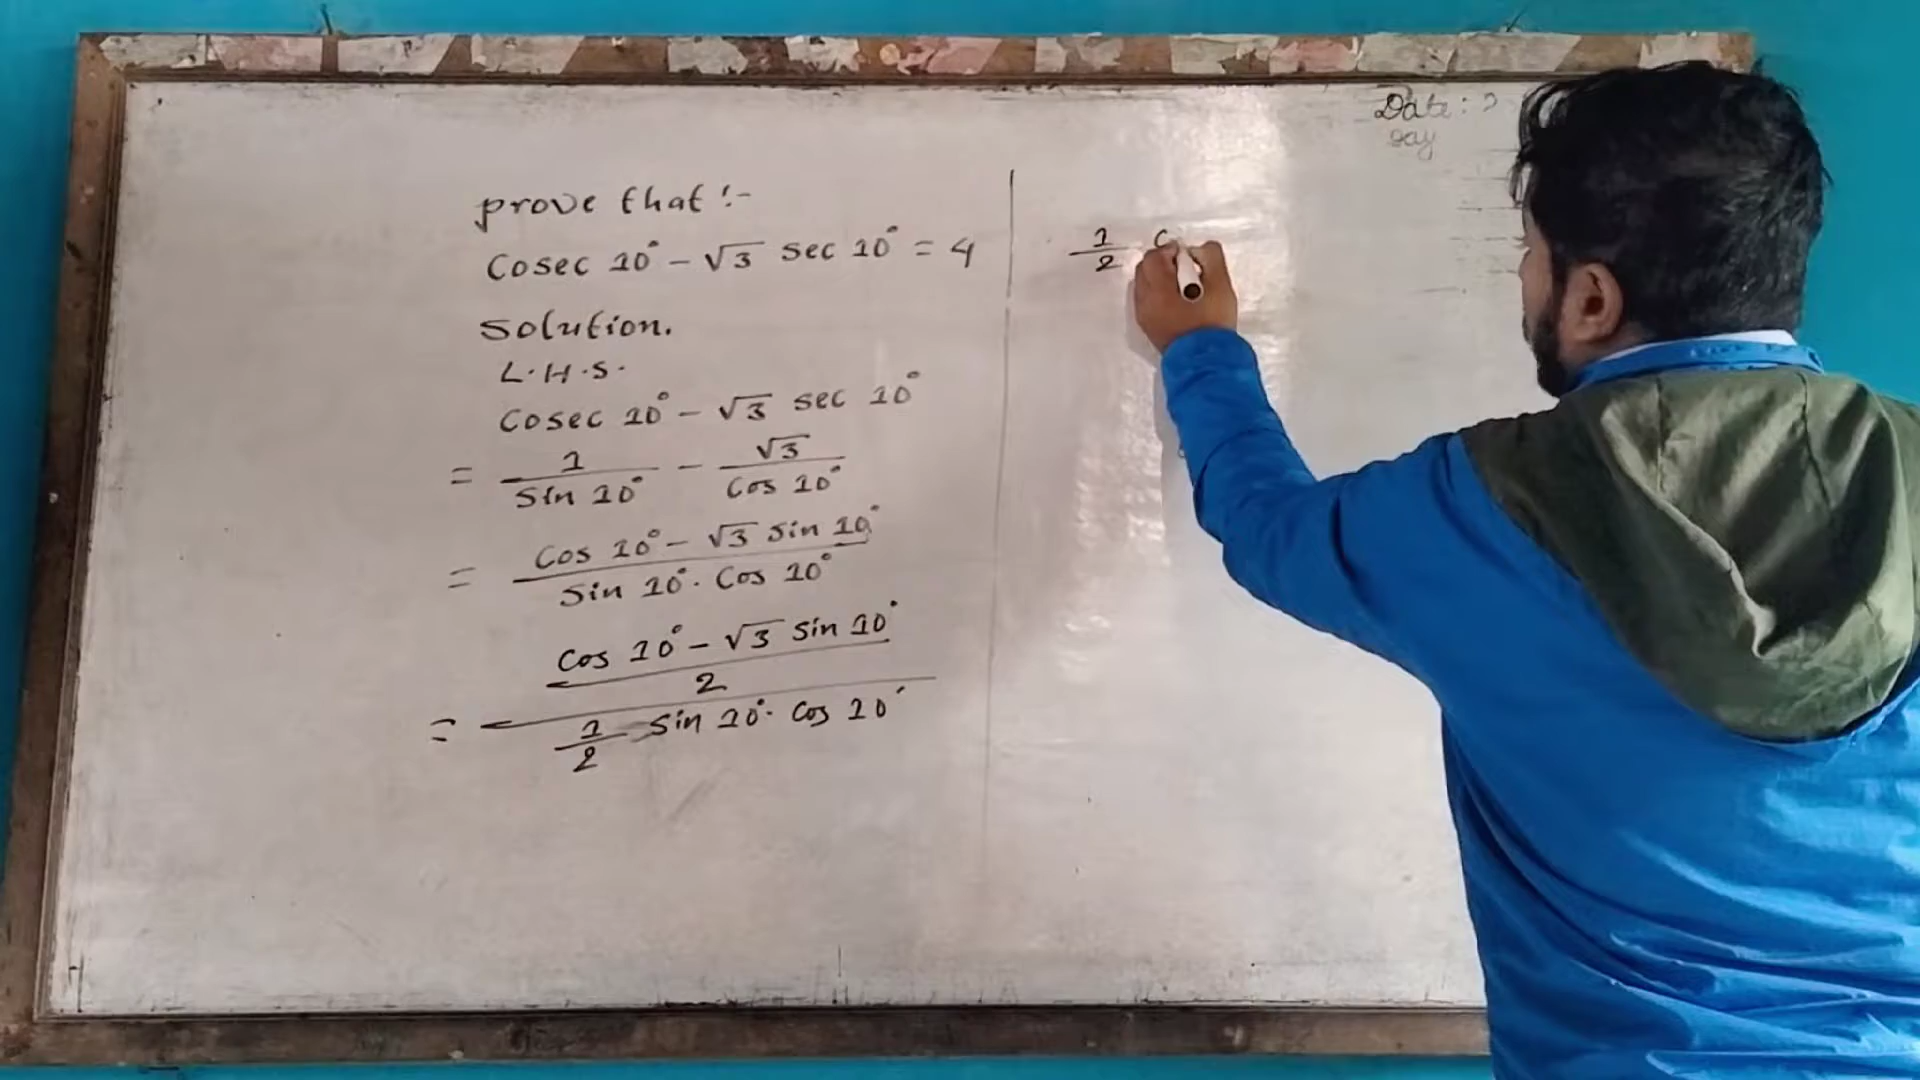 prove that :-
Cosec 10° - √3 sec 10° = 4
Solution.
L.H.S.
Cosec 10° - √3 sec 10°
= 1/Sin 10° - √3/Cos 10°
= (Cos 10° - √3 Sin 10°)/(Sin 10° · Cos 10°)
= ((Cos 10° - √3 Sin 10°)/2)/(1/2 Sin 10° · Cos 10°)
1/2
Date :